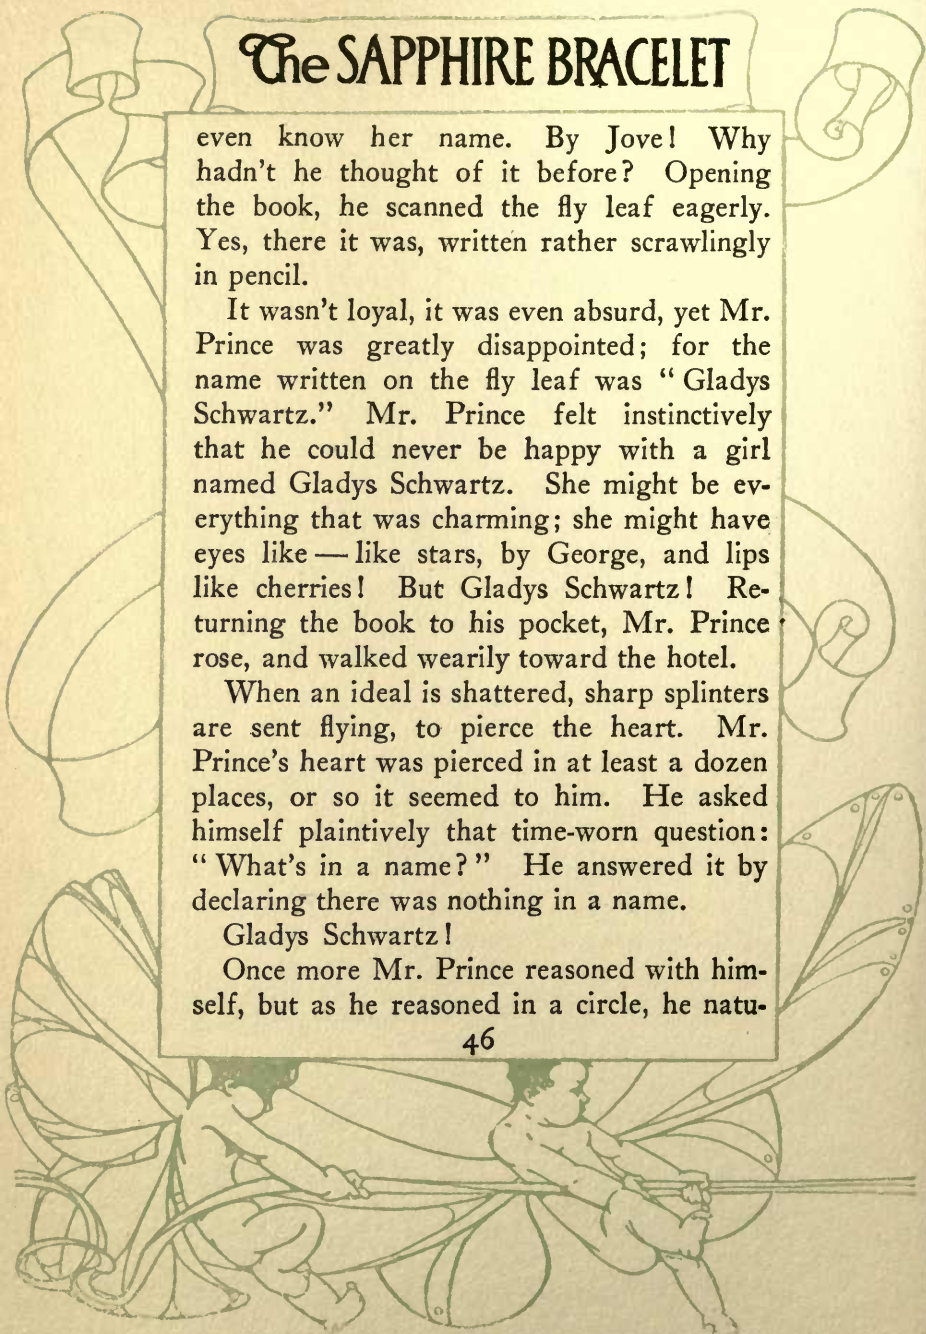 The SAPPHIRE BRACELET
even know her name. By Jove! Why
hadn't he thought of it before? Opening
the book, he scanned the fly leaf eagerly.
Yes, there it was, written rather scrawlingly
in pencil.
It wasn't loyal, it was even absurd, yet Mr.
Prince was greatly disappointed; for the
name written on the fly leaf was “ Gladys
Schwartz.” Mr. Prince felt instinctively
that he could never be happy with a girl
named Gladys Schwartz. She might be ev-
erything that was charming; she might have
eyes like — like stars, by George, and lips
like cherries! But Gladys Schwartz! Re-
turning the book to his pocket, Mr. Prince
rose, and walked wearily toward the hotel.
When an ideal is shattered, sharp splinters
are sent flying, to pierce the heart. Mr.
Prince's heart was pierced in at least a dozen
places, or so it seemed to him. He asked
himself plaintively that time-worn question:
“ What's in a name? ” He answered it by
declaring there was nothing in a name.
Gladys Schwartz!
Once more Mr. Prince reasoned with him-
self, but as he reasoned in a circle, he natu-
46